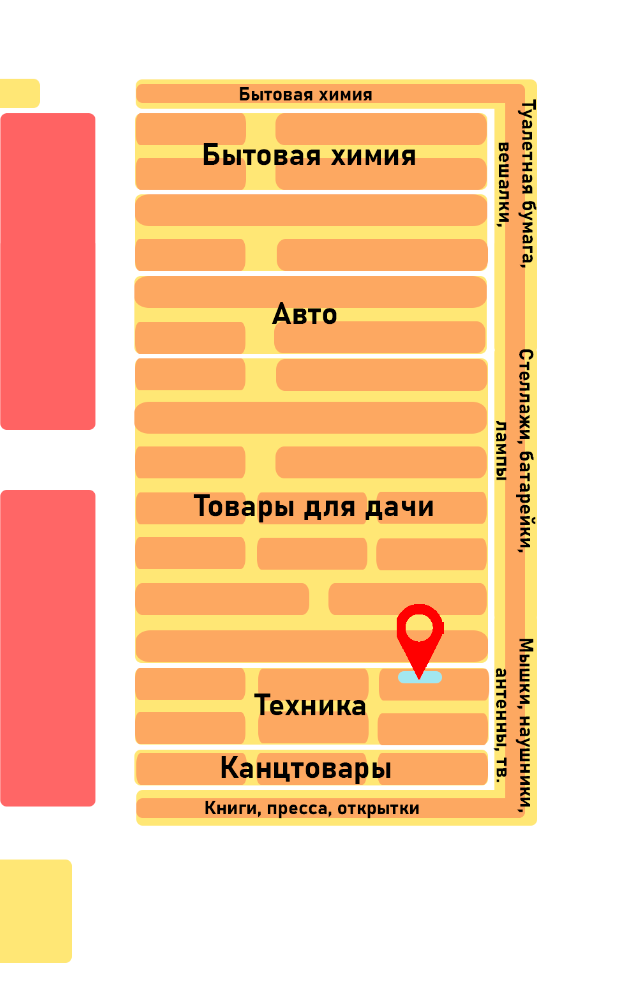 Бытовая химия
Бытовая химия
Туалетная бумага,
вешалки,
Авто
Стеллажи, батарейки,
лампы
Товары для дачи
Мышки, наушники,
антенны, тв.
Техника
Канцтовары
Книги, пресса, открытки